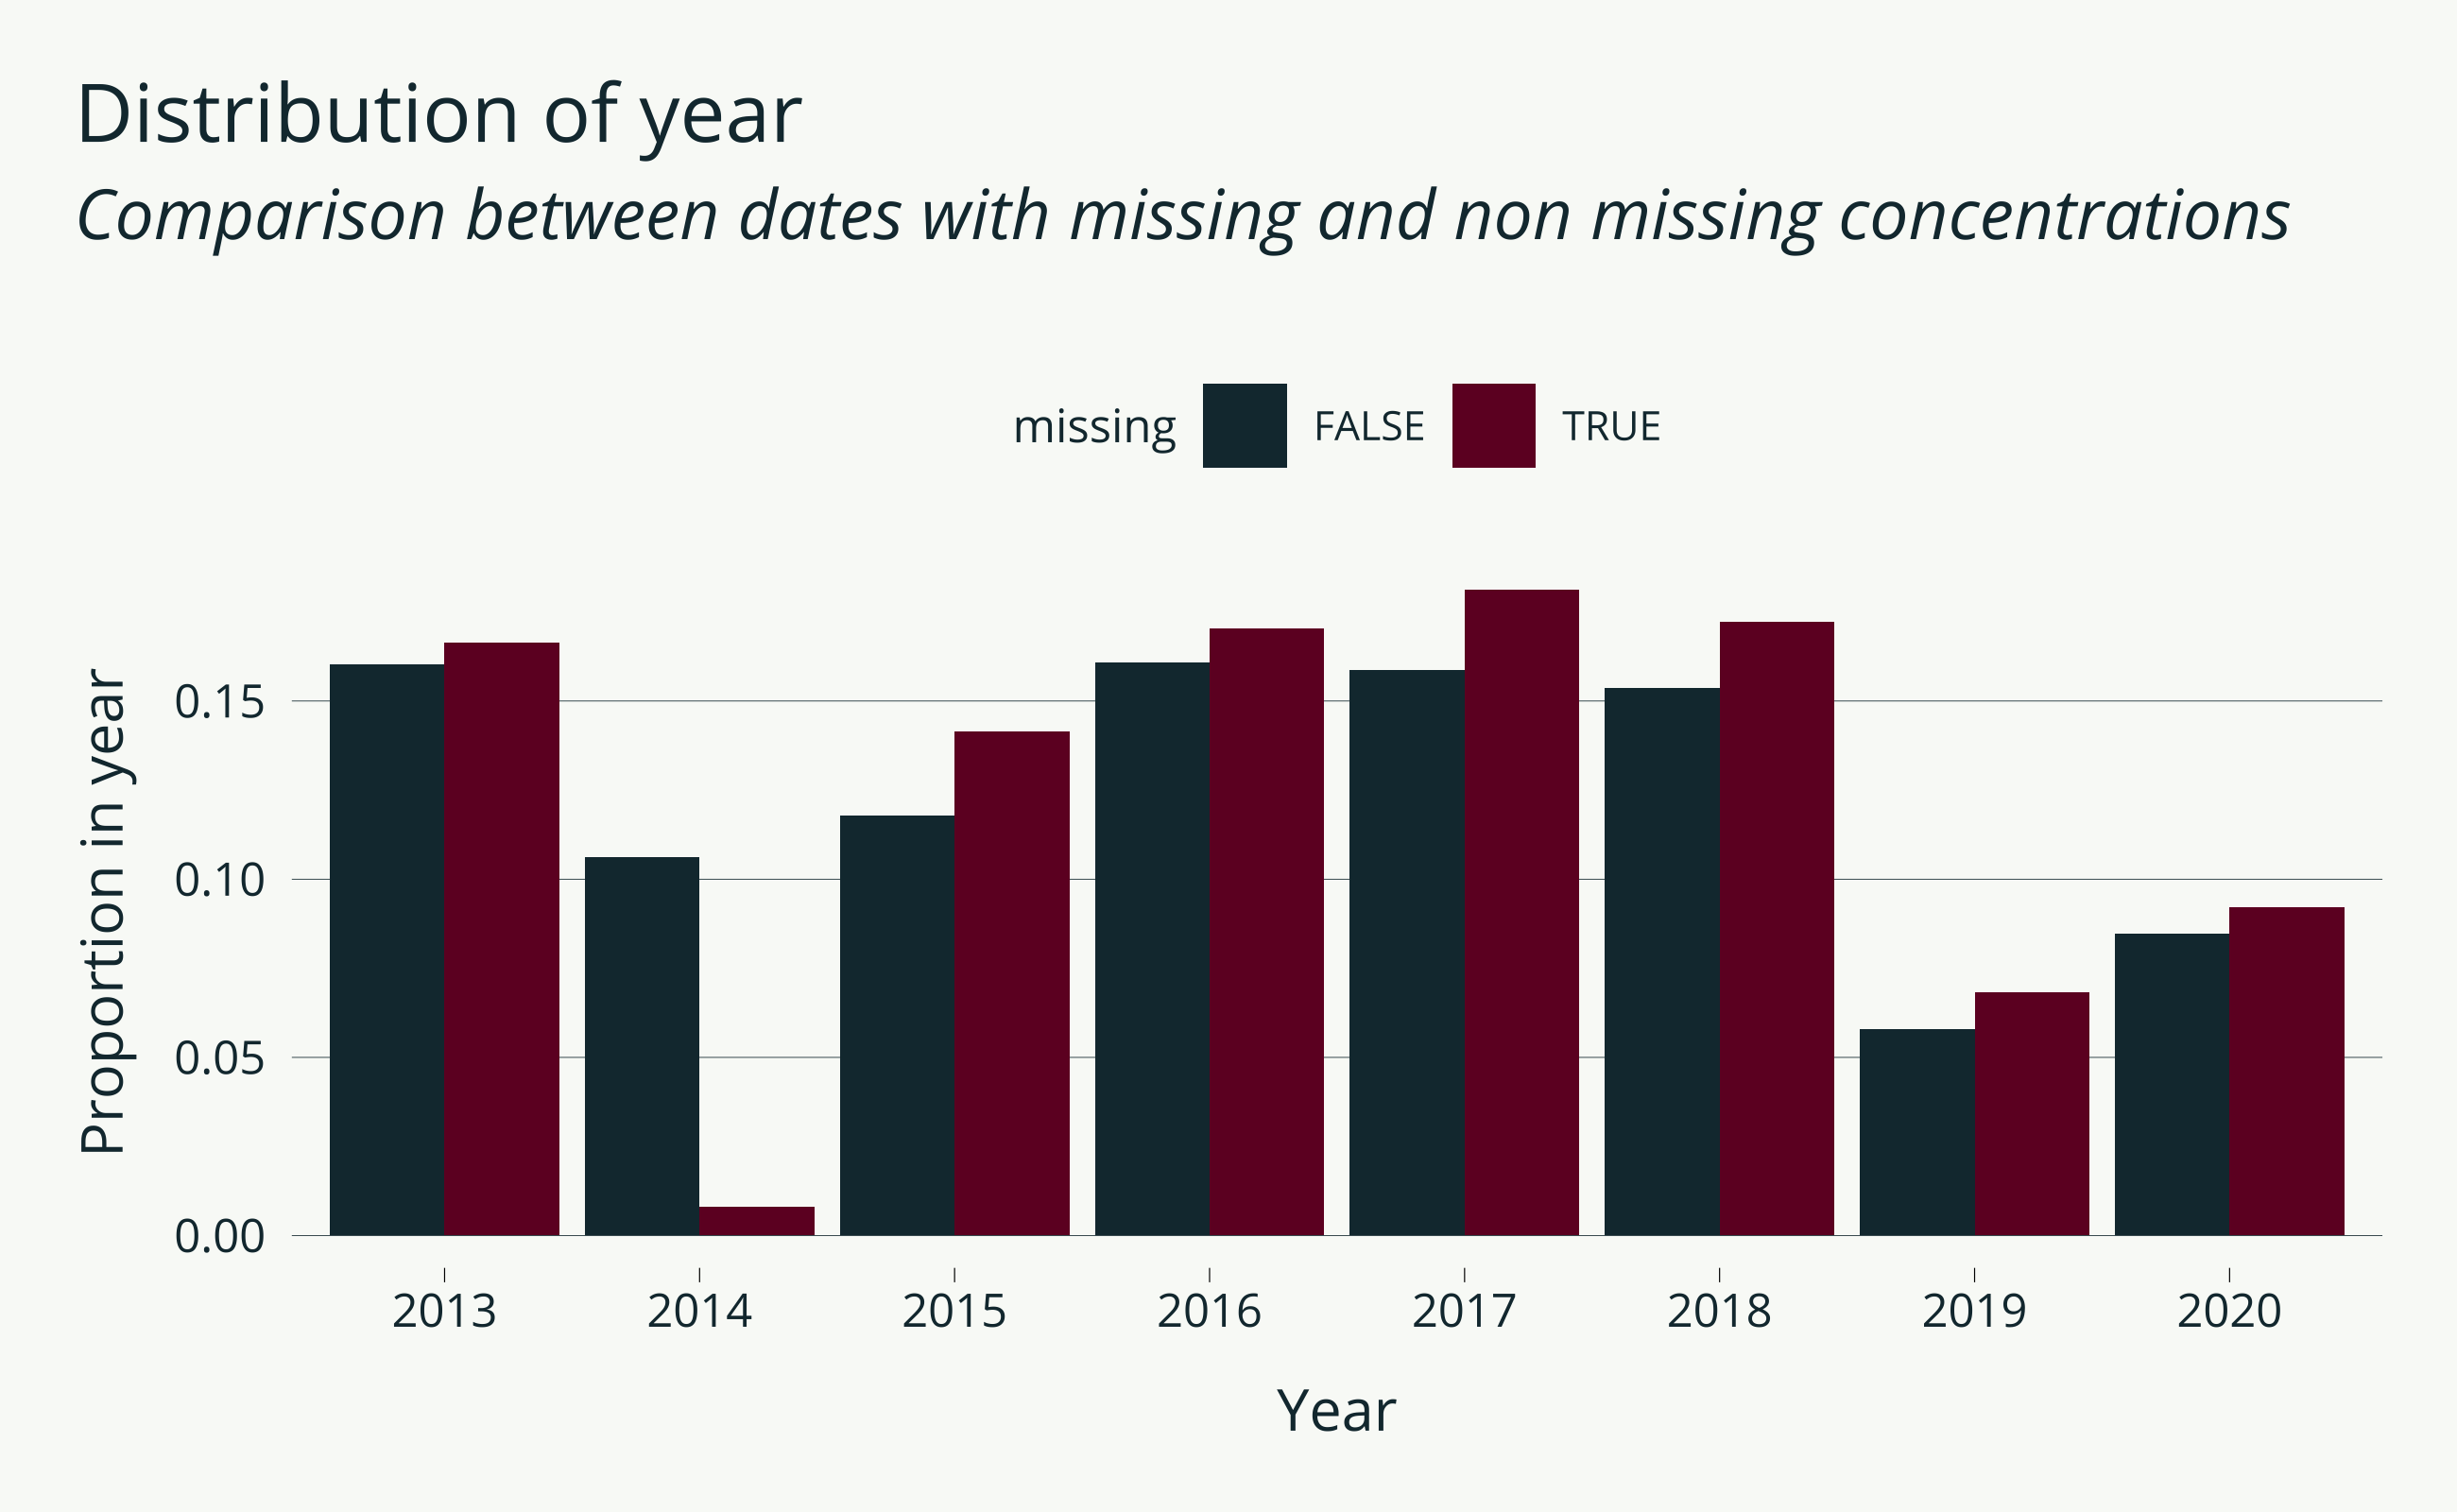 Distribution of year
Comparison between dates with missing and non missing concentrations
missing FALSE TRUE
Proportion in year
0.15
0.10
0.05
0.00
2013 2014 2015 2016 2017 2018 2019 2020
Year